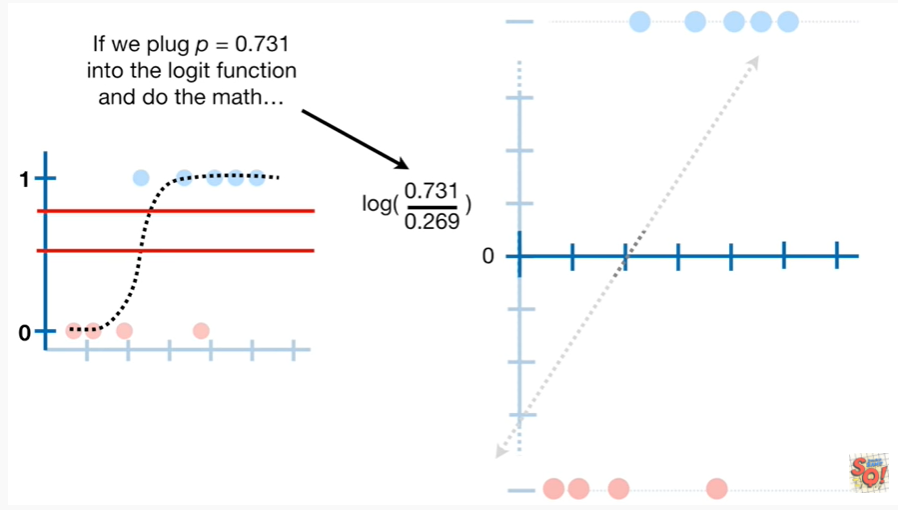 If we plug p = 0.731
into the logit function
and do the math…
1
0
log( 0.731
0.269 )
0
SQ!